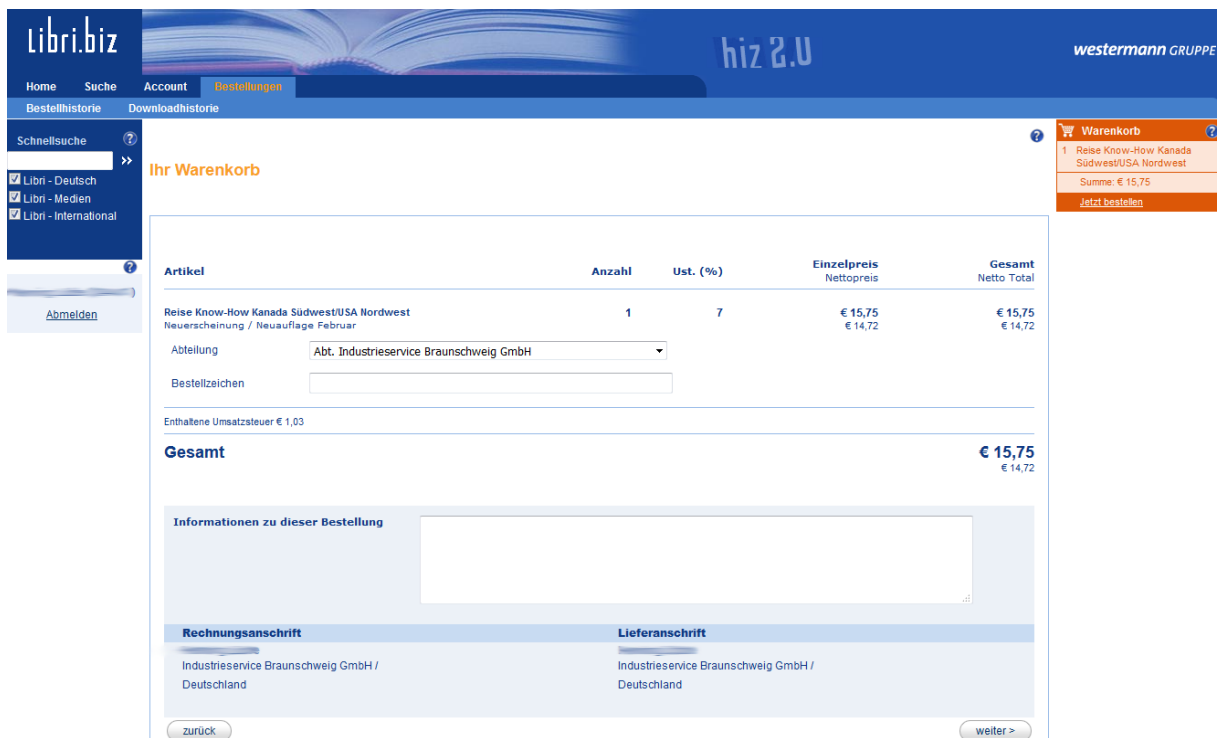 Libri.biz
biz 2.0
westermann GRUPPE
Home Suche Account Bestellungen
Bestellhistorie Downloadhistorie
Schnellsuche ?
>>
Libri - Deutsch
Libri - Medien
Libri - International
?
Abmelden
?
Ihr Warenkorb
Artikel Anzahl Ust. (%) Einzelpreis Gesamt
Nettopreis Netto Total
Reise Know-How Kanada Südwest/USA Nordwest 1 7 € 15,75 € 15,75
Neuerscheinung / Neuauflage Februar € 14,72 € 14,72
Abteilung Abt. Industrieservice Braunschweig GmbH
Bestellzeichen
Enthaltene Umsatzsteuer € 1,03
Gesamt € 15,75
€ 14,72
Informationen zu dieser Bestellung
Rechnungsanschrift Lieferanschrift
Industrieservice Braunschweig GmbH / Industrieservice Braunschweig GmbH /
Deutschland Deutschland
zurück weiter >
Warenkorb ?
1 Reise Know-How Kanada
Südwest/USA Nordwest
Summe: € 15,75
Jetzt bestellen